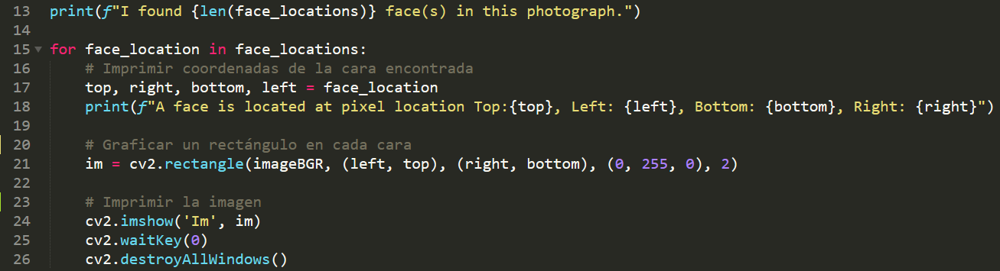 13 print(f"I found {len(face_locations)} face(s) in this photograph.")
14
15 for face_location in face_locations:
16     # Imprimir coordenadas de la cara encontrada
17     top, right, bottom, left = face_location
18     print(f"A face is located at pixel location Top:{top}, Left: {left}, Bottom: {bottom}, Right: {right}")
19
20     # Graficar un rectángulo en cada cara
21     im = cv2.rectangle(imageBGR, (left, top), (right, bottom), (0, 255, 0), 2)
22
23     # Imprimir la imagen
24     cv2.imshow('Im', im)
25     cv2.waitKey(0)
26     cv2.destroyAllWindows()